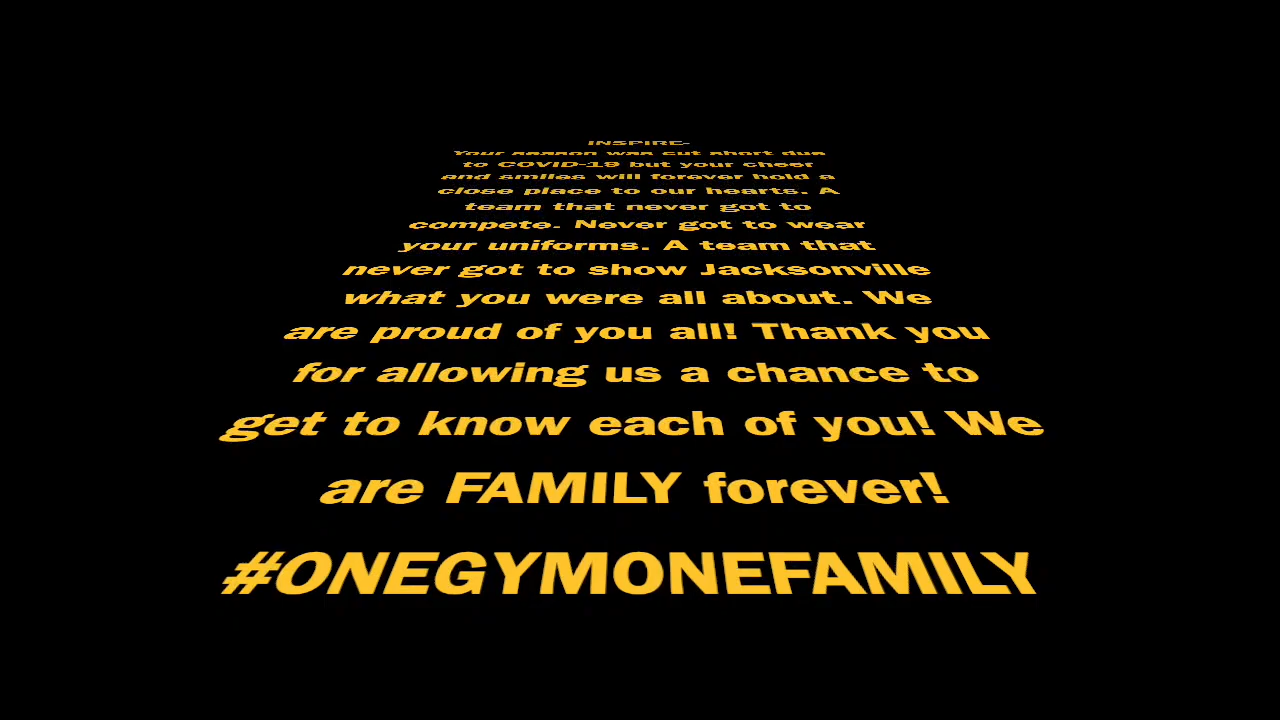 INSPIRE-
Your season was cut short due
to COVID-19 but your cheer
and smiles will forever hold a
close place to our hearts. A
team that never got to
compete. Never got to wear
your uniforms. A team that
never got to show Jacksonville
what you were all about. We
are proud of you all! Thank you
for allowing us a chance to
get to know each of you! We
are FAMILY forever!
#ONEGYMONEFAMILY